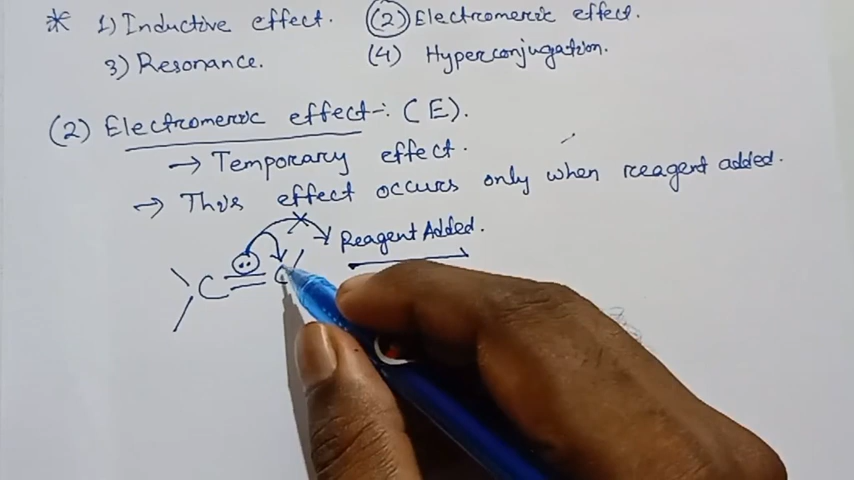 * 1) Inductive effect. (2) Electromeric effect.
3) Resonance. (4) Hyperconjugation.
(2) Electromeric effect-: (E).
→ Temporary effect.
→ This effect occurs only when reagent added.
Reagent Added.
C = C